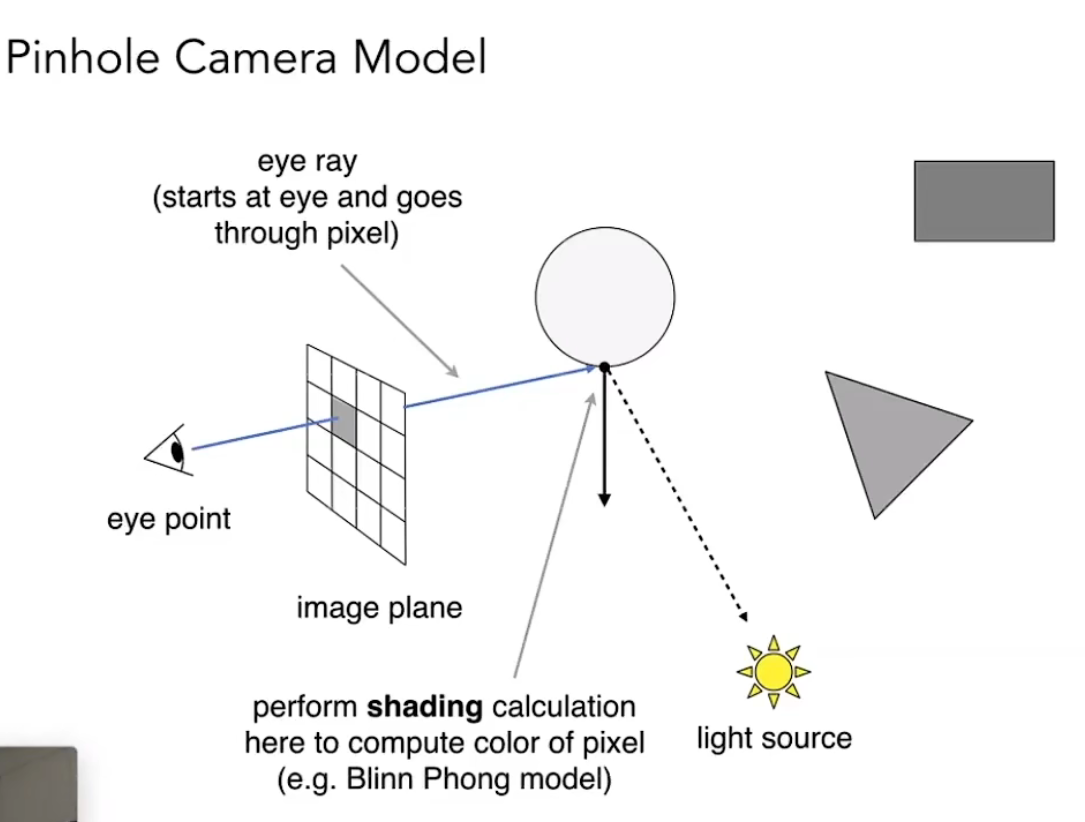 Pinhole Camera Model
eye ray
(starts at eye and goes
through pixel)
eye point
image plane
perform shading calculation
here to compute color of pixel
(e.g. Blinn Phong model)
light source